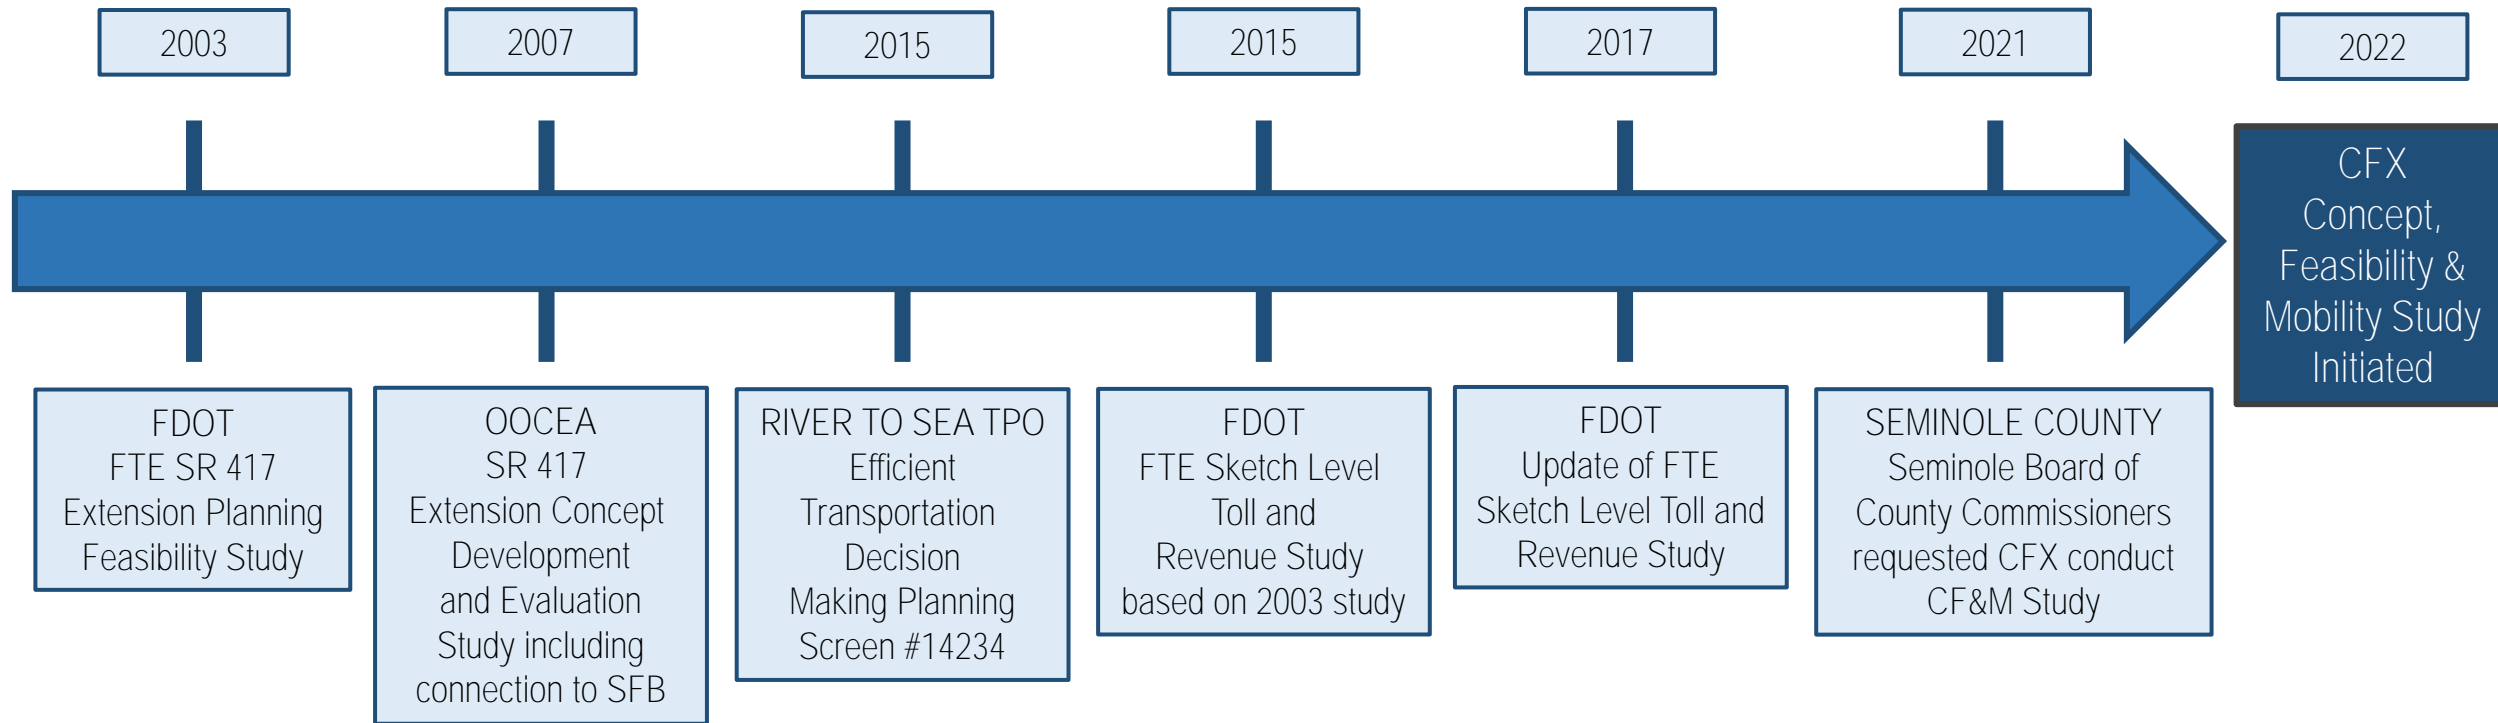 2003
2007
2015
2015
2017
2021
2022
FDOT
FTE SR 417
Extension Planning
Feasibility Study
OOCEA
SR 417
Extension Concept
Development
and Evaluation
Study including
connection to SFB
RIVER TO SEA TPO
Efficient
Transportation
Decision
Making Planning
Screen #14234
FDOT
FTE Sketch Level
Toll and
Revenue Study
based on 2003 study
FDOT
Update of FTE
Sketch Level Toll and
Revenue Study
SEMINOLE COUNTY
Seminole Board of
County Commissioners
requested CFX conduct
CF&M Study
CFX
Concept,
Feasibility &
Mobility Study
Initiated